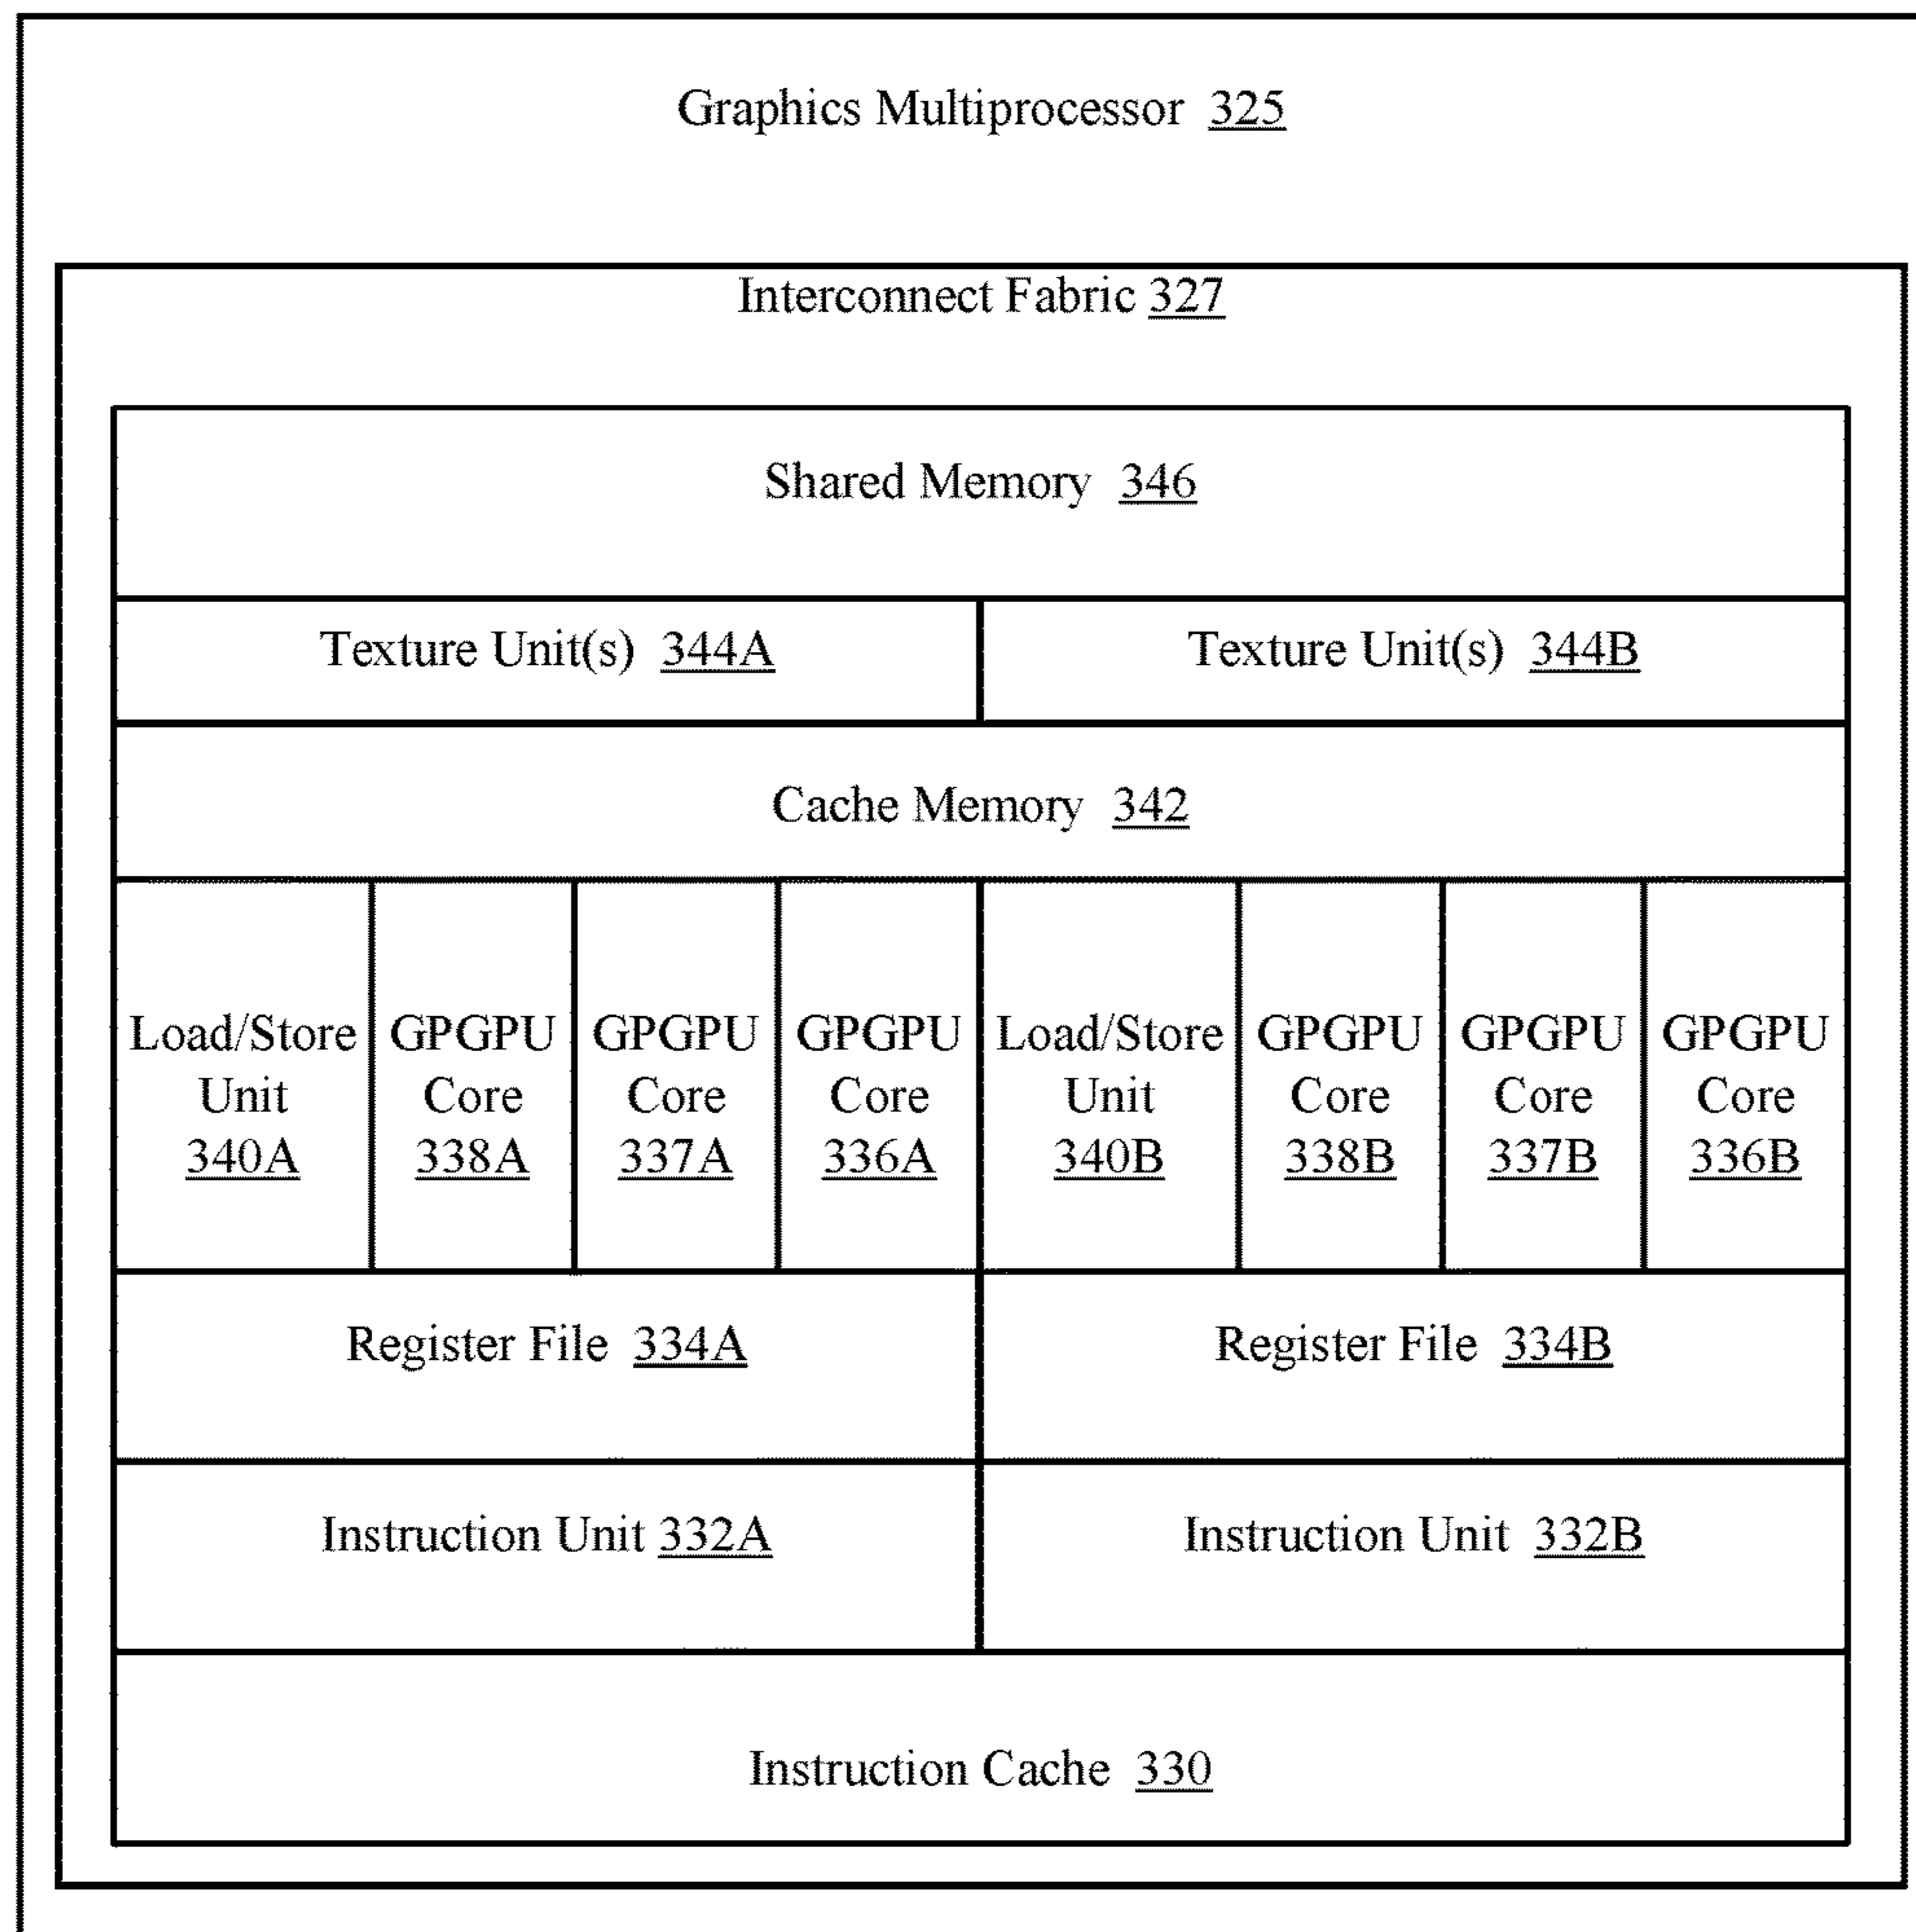 Graphics Multiprocessor 325
Interconnect Fabric 327
Shared Memory 346
Texture Unit(s) 344A
Texture Unit(s) 344B
Cache Memory 342
Load/Store
Unit
340A
GPGPU
Core
338A
GPGPU
Core
337A
GPGPU
Core
336A
Load/Store
Unit
340B
GPGPU
Core
338B
GPGPU
Core
337B
GPGPU
Core
336B
Register File 334A
Register File 334B
Instruction Unit 332A
Instruction Unit 332B
Instruction Cache 330